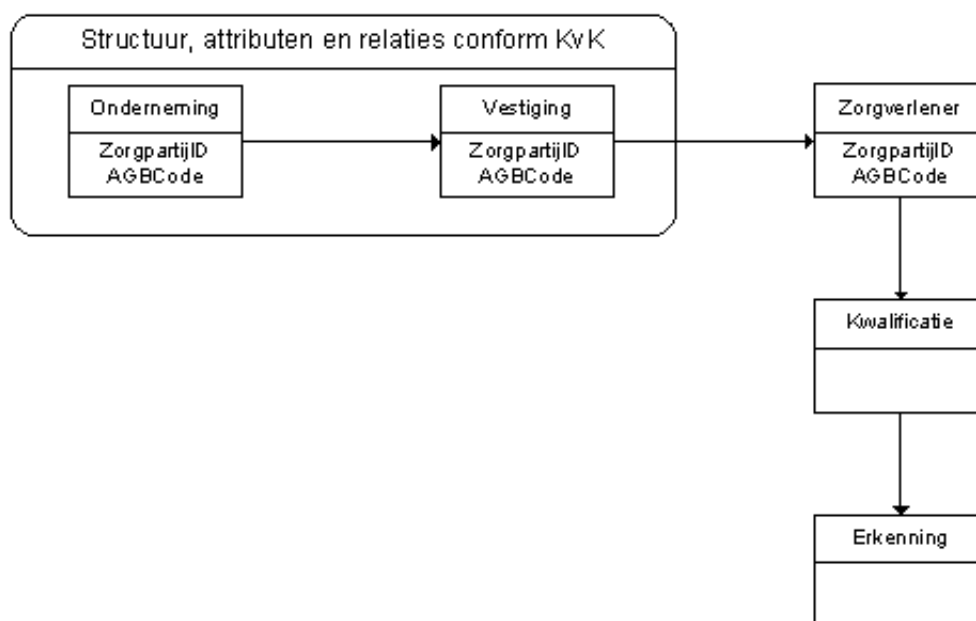 Structuur, attributen en relaties conform KvK
Onderneming
ZorgpartijID
AGBCode
Vestiging
ZorgpartijID
AGBCode
Zorgverlener
ZorgpartijID
AGBCode
Kwalificatie
Erkenning